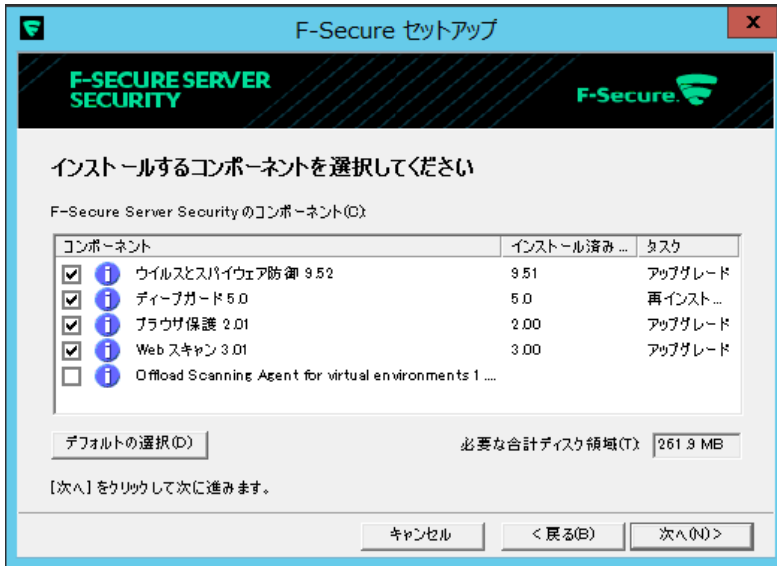 F-Secure セットアップ
x
F-SECURE SERVER
SECURITY
F-Secure.
インストールするコンポーネントを選択してください
F-Secure Server Security のコンポーネント(C):
コンポーネント インストール済み ... タスク
ウイルスとスパイウェア防御 9.52 9.51 アップグレード
ディープガード 5.0 5.0 再インスト...
ブラウザ保護 2.01 2.00 アップグレード
Web スキャン 3.01 3.00 アップグレード
Offload Scanning Agent for virtual environments 1 ....
デフォルトの選択(D) 必要な合計ディスク領域(T): 261.9 MB
[次へ] をクリックして次に進みます。
キャンセル < 戻る(B) 次へ(N) >